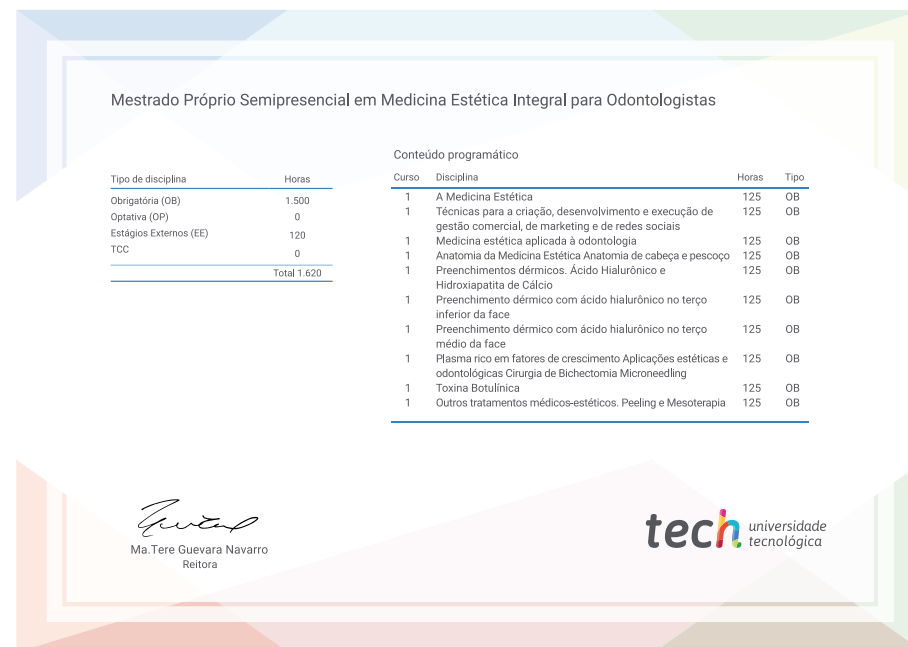 Mestrado Próprio Semipresencial em Medicina Estética Integral para Odontologistas
Tipo de disciplina Horas
Obrigatória (OB) 1.500
Optativa (OP) 0
Estágios Externos (EE) 120
TCC 0
Total 1.620
Conteúdo programático
Curso Disciplina Horas Tipo
1 A Medicina Estética 125 OB
1 Técnicas para a criação, desenvolvimento e execução de 125 OB
gestão comercial, de marketing e de redes sociais
1 Medicina estética aplicada à odontologia 125 OB
1 Anatomia da Medicina Estética Anatomia de cabeça e pescoço 125 OB
1 Preenchimentos dérmicos. Ácido Hialurônico e 125 OB
Hidroxiapatita de Cálcio
1 Preenchimento dérmico com ácido hialurônico no terço 125 OB
inferior da face
1 Preenchimento dérmico com ácido hialurônico no terço 125 OB
médio da face
1 Plasma rico em fatores de crescimento Aplicações estéticas e 125 OB
odontológicas Cirurgia de Bichectomia Microneedling
1 Toxina Botulínica 125 OB
1 Outros tratamentos médicos-estéticos. Peeling e Mesoterapia 125 OB
Ma.Tere Guevara Navarro
Reitora
tech universidade
tecnológica